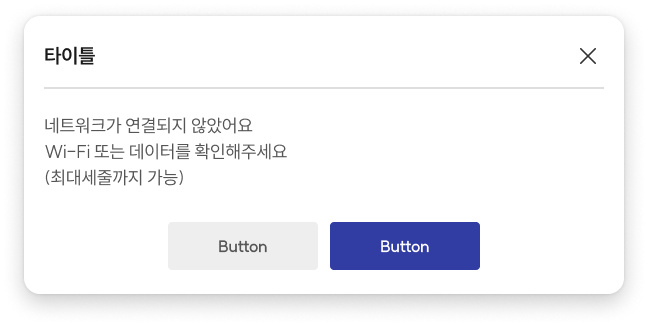 타이틀
네트워크가 연결되지 않았어요
Wi-Fi 또는 데이터를 확인해주세요
(최대세줄까지 가능)
Button
Button